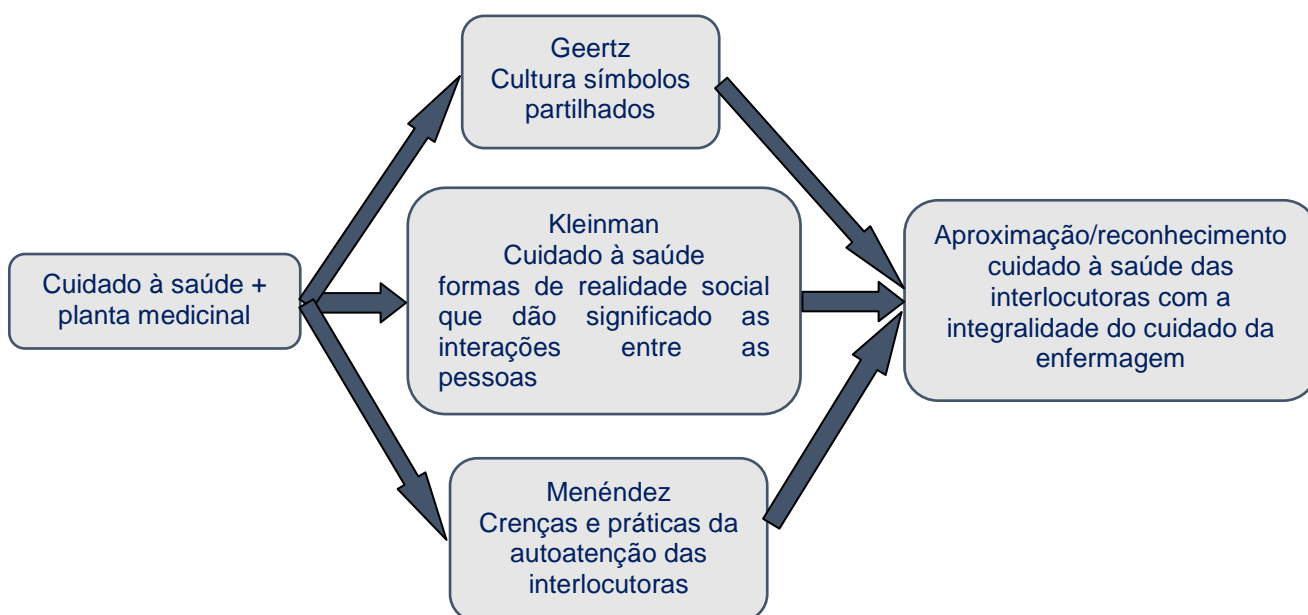 Geertz
Cultura símbolos
partilhados
Cuidado à saúde +
planta medicinal
Kleinman
Cuidado à saúde
formas de realidade social
que dão significado as
interações entre as
pessoas
Menéndez
Crenças e práticas da
autoatenção das
interlocutoras
Aproximação/reconhecimento
cuidado à saúde das
interlocutoras com a
integralidade do cuidado da
enfermagem